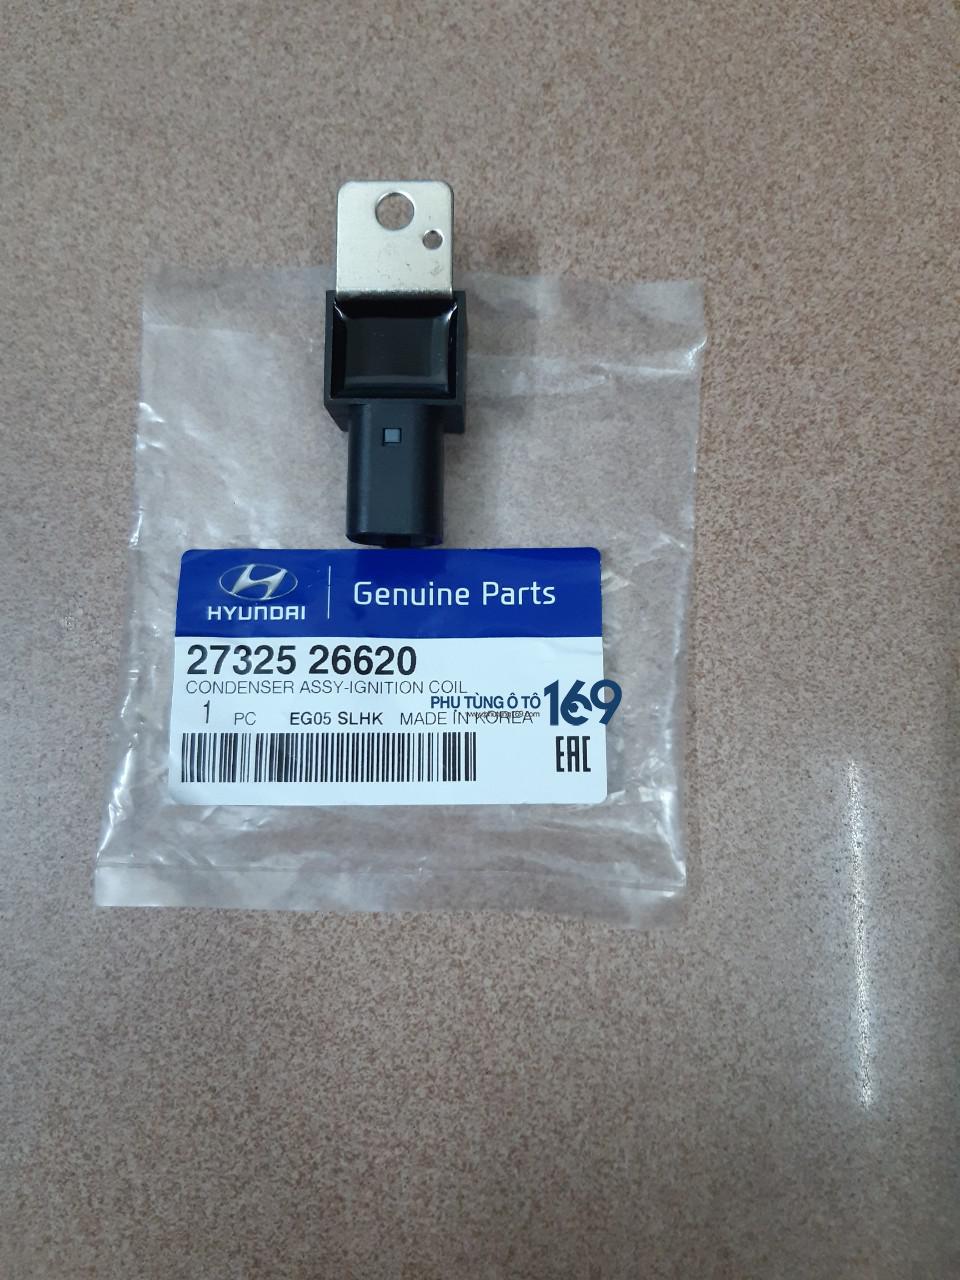 HYUNDAI
Genuine Parts
27325 26620
CONDENSER ASSY-IGNITION COIL
PHỤ TÙNG Ô TÔ 169
1 PC EG05 SLHK MADE IN KOREA
EAC